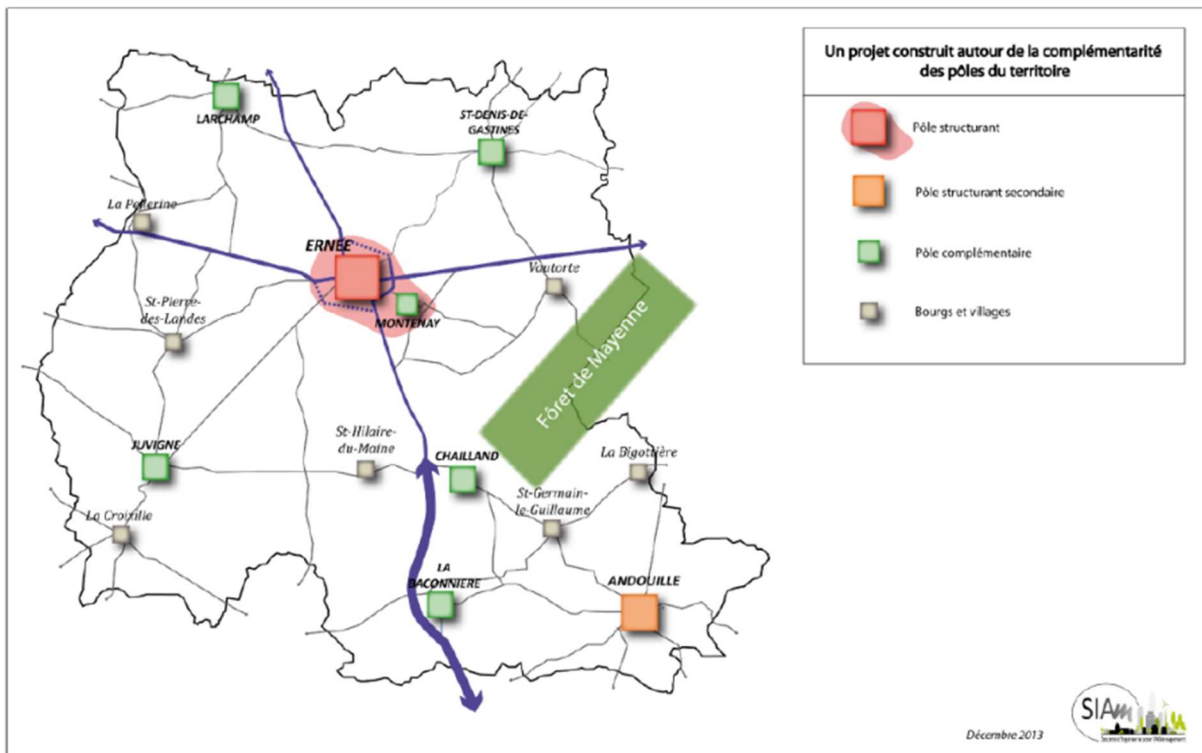 Un projet construit autour de la complémentarité
des pôles du territoire
Pôle structurant
Pôle structurant secondaire
Pôle complémentaire
Bourgs et villages
LARCHAMP
ST-DENIS-DE-
GASTINES
La Pellerine
ERNEE
Vautorte
St-Pierre-
des-Landes
MONTENAY
Fôret de Mayenne
JUVIGNE
St-Hilaire-
du-Maine
CHAILLAND
La Bigottière
St-Germain-
le-Guillaume
La Croixille
LA
BACONNIERE
ANDOUILLE
Décembre 2013
SIAm